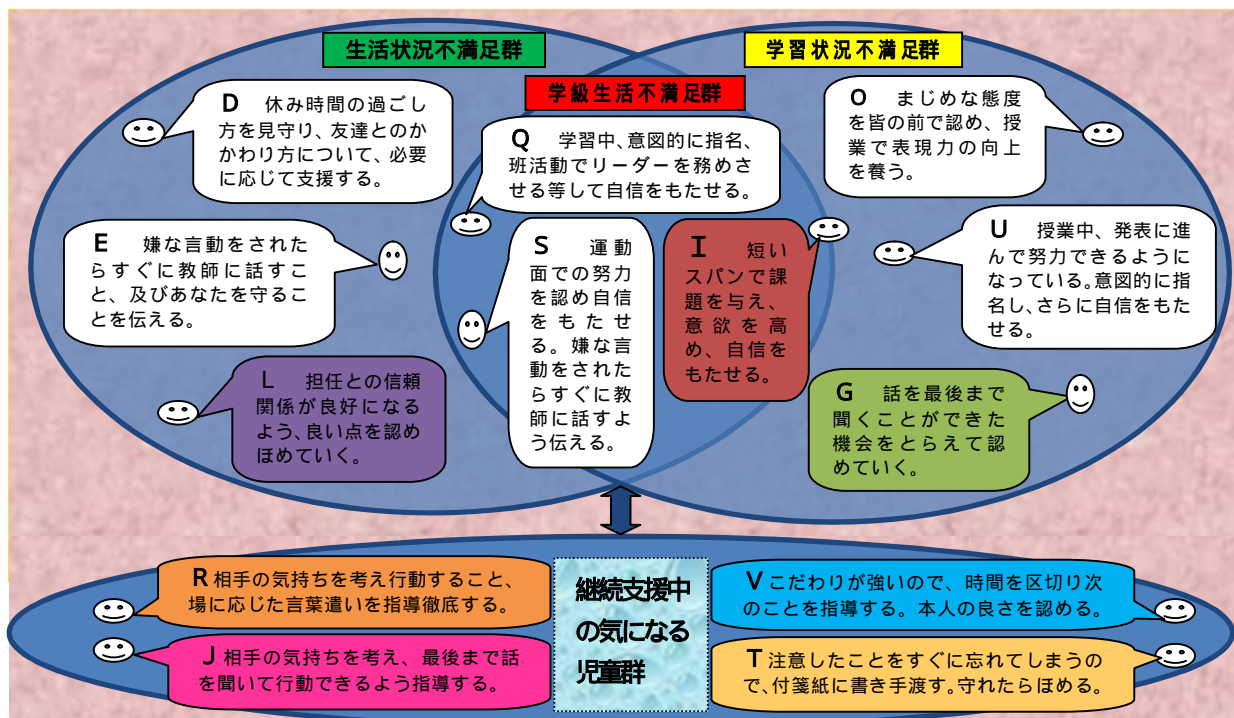 生活状況不満足群
学習状況不満足群
学級生活不満足群
D 休み時間の過ごし
方を見守り、友達とのか
かわり方について、必要
に応じて支援する。
Q 学習中、意図的に指名、
班活動でリーダーを務めさ
せる等して自信をもたせる。
O まじめな態度
を皆の前で認め、授
業で表現力の向上
を養う。
E 嫌な言動をされた
らすぐに教師に話すこ
と、及びあなたを守るこ
とを伝える。
S 運動
面での努力
を認め自信
をもたせ
る。嫌な言
動をされた
らすぐに教
師に話すよ
う伝える。
I 短い
スパンで課
題を与え、
意欲を高
め、自信を
もたせる。
U 授業中、発表に進
んで努力できるように
なっている。意図的に指
名し、さらに自信をもた
せる。
L 担任との信頼
関係が良好になる
よう、良い点を認め
ほめていく。
G 話を最後まで
聞くことができた
機会をとらえて認
めていく。
R 相手の気持ちを考え行動すること、
場に応じた言葉遣いを指導徹底する。
J 相手の気持ちを考え、最後まで話
を聞いて行動できるよう指導する。
継続支援中
の気になる
児童群
V こだわりが強いので、時間を区切り次
のことを指導する。本人の良さを認める。
T 注意したことをすぐに忘れてしまうの
で、付箋紙に書き手渡す。守れたらほめる。